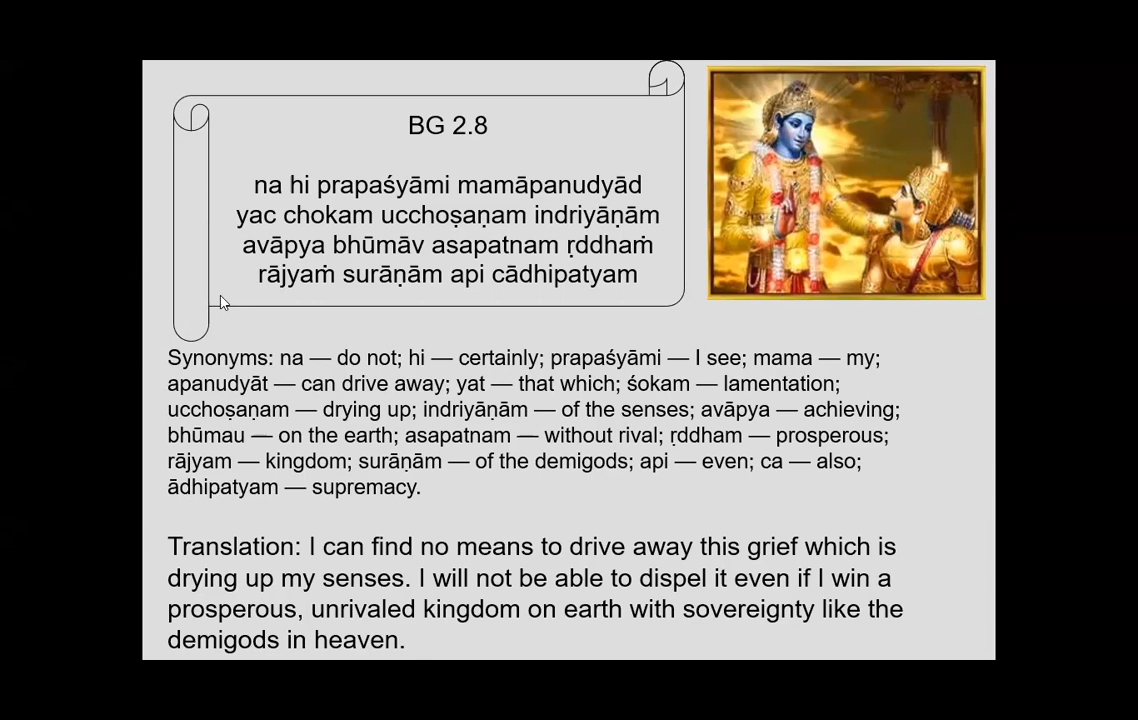 BG 2.8
na hi prapaśyāmi mamāpanudyād
yac chokam ucchoṣaṇam indriyāṇām
avāpya bhūmāv asapatnam ṛddhaṁ
rājyaṁ surāṇām api cādhipatyam
Synonyms: na — do not; hi — certainly; prapaśyāmi — I see; mama — my;
apanudyāt — can drive away; yat — that which; śokam — lamentation;
ucchoṣaṇam — drying up; indriyāṇām — of the senses; avāpya — achieving;
bhūmau — on the earth; asapatnam — without rival; ṛddham — prosperous;
rājyam — kingdom; surāṇām — of the demigods; api — even; ca — also;
ādhipatyam — supremacy.
Translation: I can find no means to drive away this grief which is
drying up my senses. I will not be able to dispel it even if I win a
prosperous, unrivaled kingdom on earth with sovereignty like the
demigods in heaven.